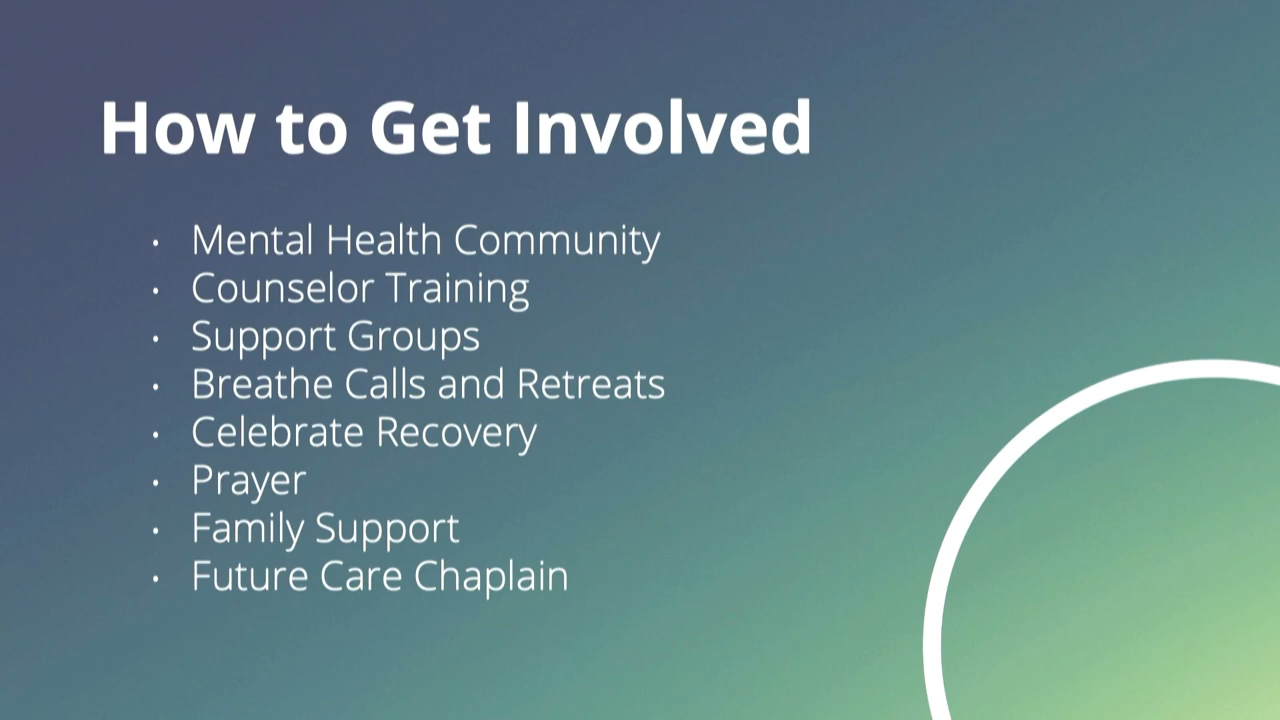 How to Get Involved
· Mental Health Community
· Counselor Training
· Support Groups
· Breathe Calls and Retreats
· Celebrate Recovery
· Prayer
· Family Support
· Future Care Chaplain